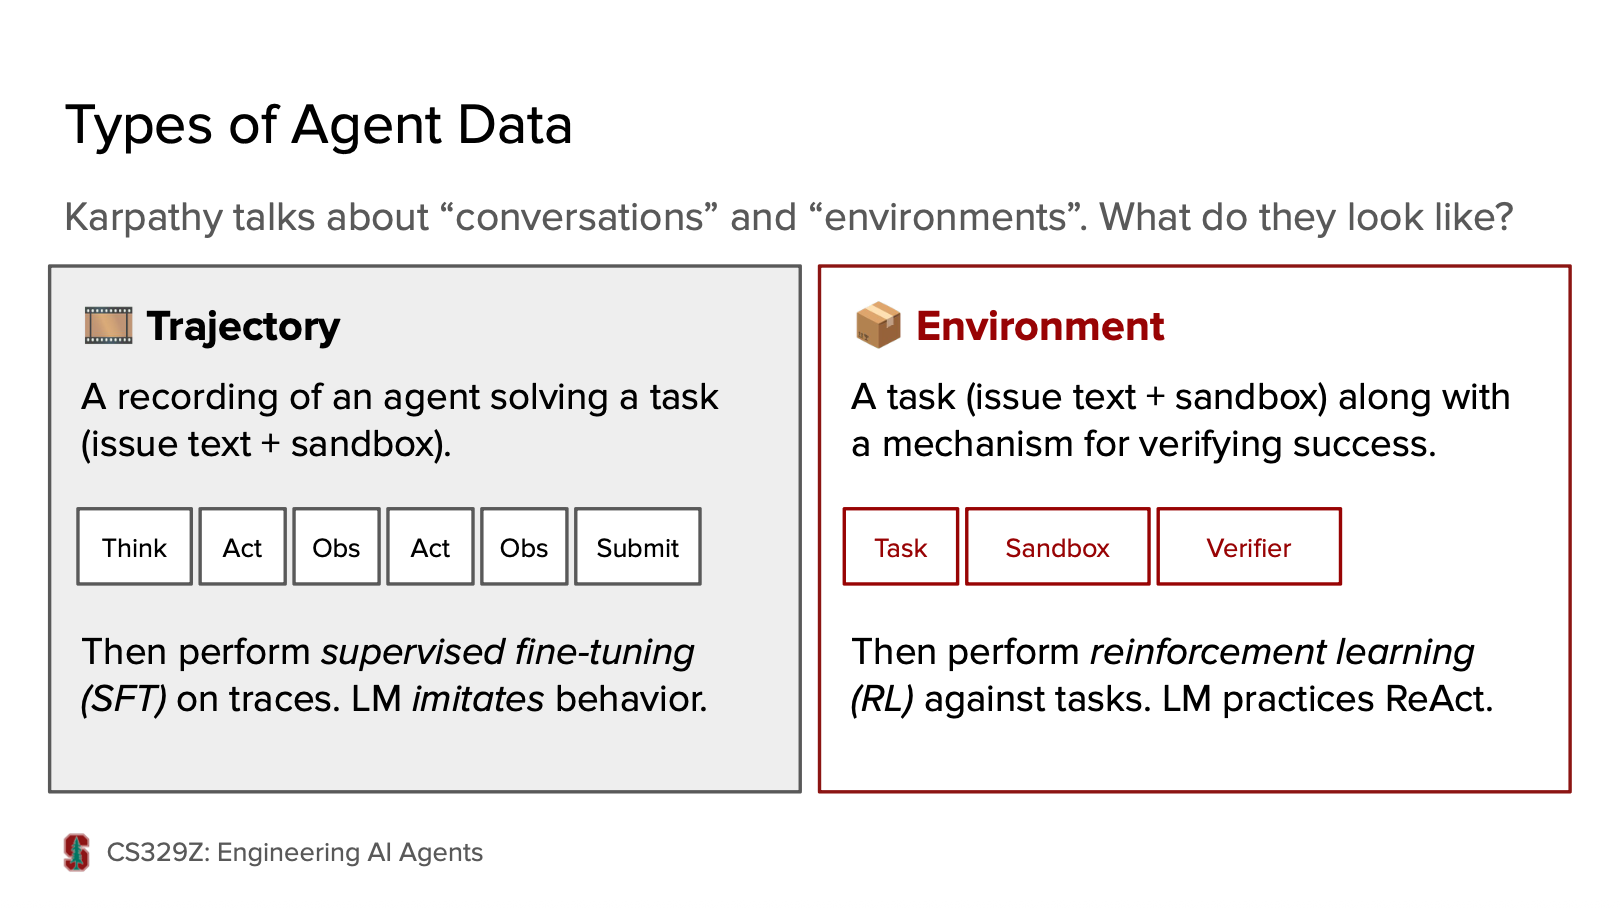 Types of Agent Data
Karpathy talks about “conversations” and “environments”. What do they look like?
Trajectory
A recording of an agent solving a task
(issue text + sandbox).
Think Act Obs Act Obs Submit
Then perform supervised fine-tuning
(SFT) on traces. LM imitates behavior.
Environment
A task (issue text + sandbox) along with
a mechanism for verifying success.
Task Sandbox Verifier
Then perform reinforcement learning
(RL) against tasks. LM practices ReAct.
CS329Z: Engineering AI Agents